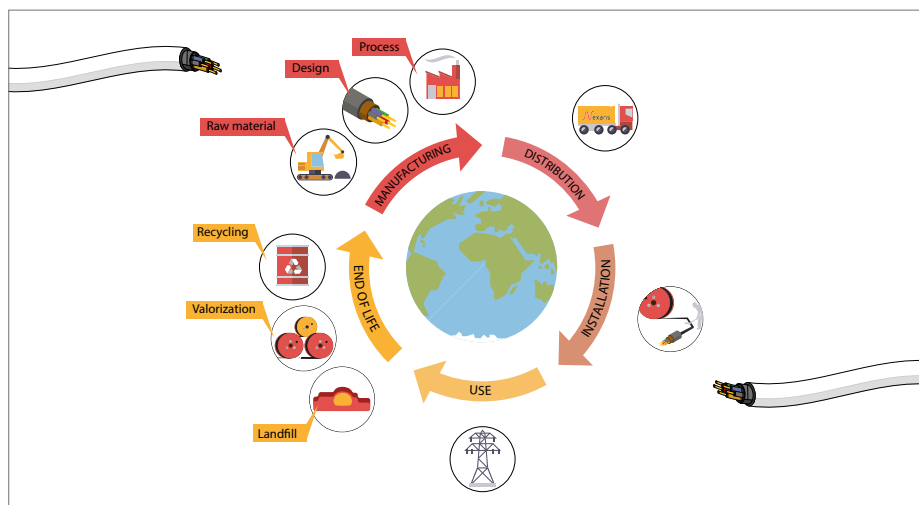 Process
Design
Raw material
Nexans
MANUFACTURING
DISTRIBUTION
INSTALLATION
USE
END OF LIFE
Recycling
Valorization
Landfill